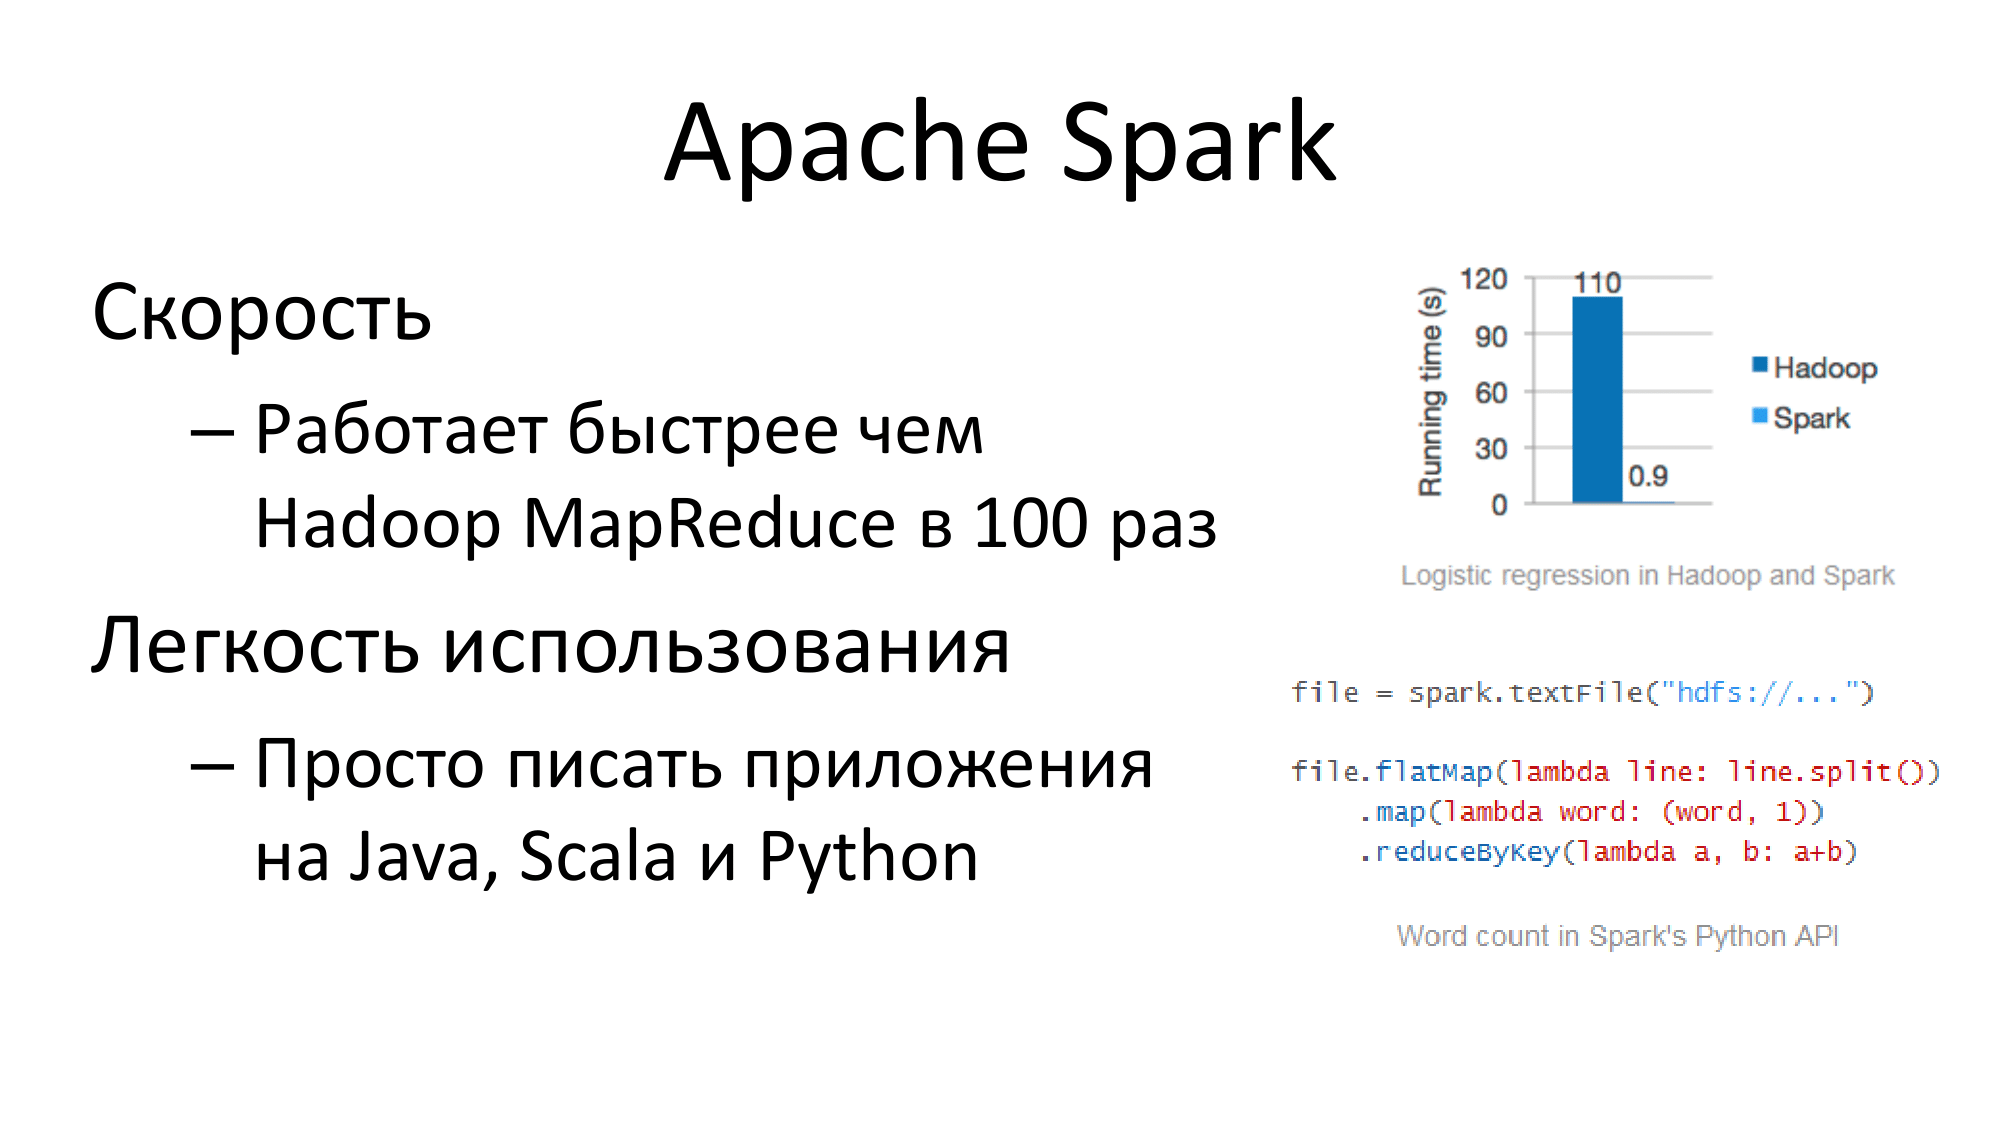 Apache Spark
Скорость
– Работает быстрее чем
Hadoop MapReduce в 100 раз
Легкость использования
– Просто писать приложения
на Java, Scala и Python
Running time (s)
120
90
60
30
0
110
0.9
Hadoop
Spark
Logistic regression in Hadoop and Spark
file = spark.textFile("hdfs://...")
file.flatMap(lambda line: line.split())
    .map(lambda word: (word, 1))
    .reduceByKey(lambda a, b: a+b)
Word count in Spark's Python API